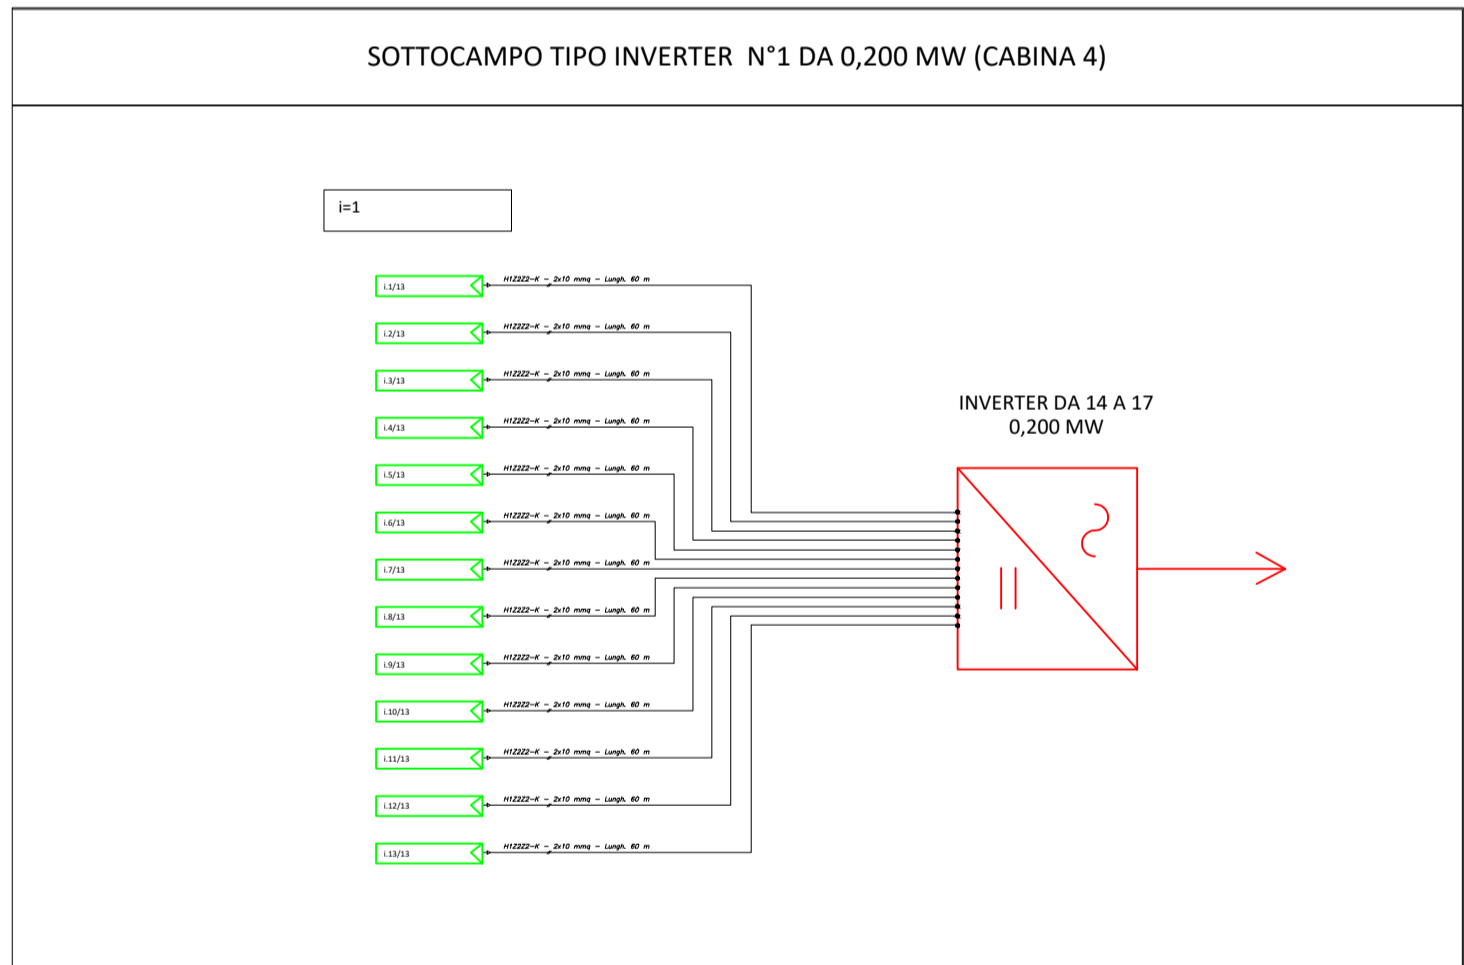 SOTTOCAMPO TIPO INVERTER N°1 DA 0,200 MW (CABINA 4)
i=1
i.1/13 H1Z2Z2-K - 2x10 mmq - Lungh. 60 m
i.2/13 H1Z2Z2-K - 2x10 mmq - Lungh. 60 m
i.3/13 H1Z2Z2-K - 2x10 mmq - Lungh. 60 m
i.4/13 H1Z2Z2-K - 2x10 mmq - Lungh. 60 m
i.5/13 H1Z2Z2-K - 2x10 mmq - Lungh. 60 m
i.6/13 H1Z2Z2-K - 2x10 mmq - Lungh. 60 m
i.7/13 H1Z2Z2-K - 2x10 mmq - Lungh. 60 m
i.8/13 H1Z2Z2-K - 2x10 mmq - Lungh. 60 m
i.9/13 H1Z2Z2-K - 2x10 mmq - Lungh. 60 m
i.10/13 H1Z2Z2-K - 2x10 mmq - Lungh. 60 m
i.11/13 H1Z2Z2-K - 2x10 mmq - Lungh. 60 m
i.12/13 H1Z2Z2-K - 2x10 mmq - Lungh. 60 m
i.13/13 H1Z2Z2-K - 2x10 mmq - Lungh. 60 m
INVERTER DA 14 A 17
0,200 MW